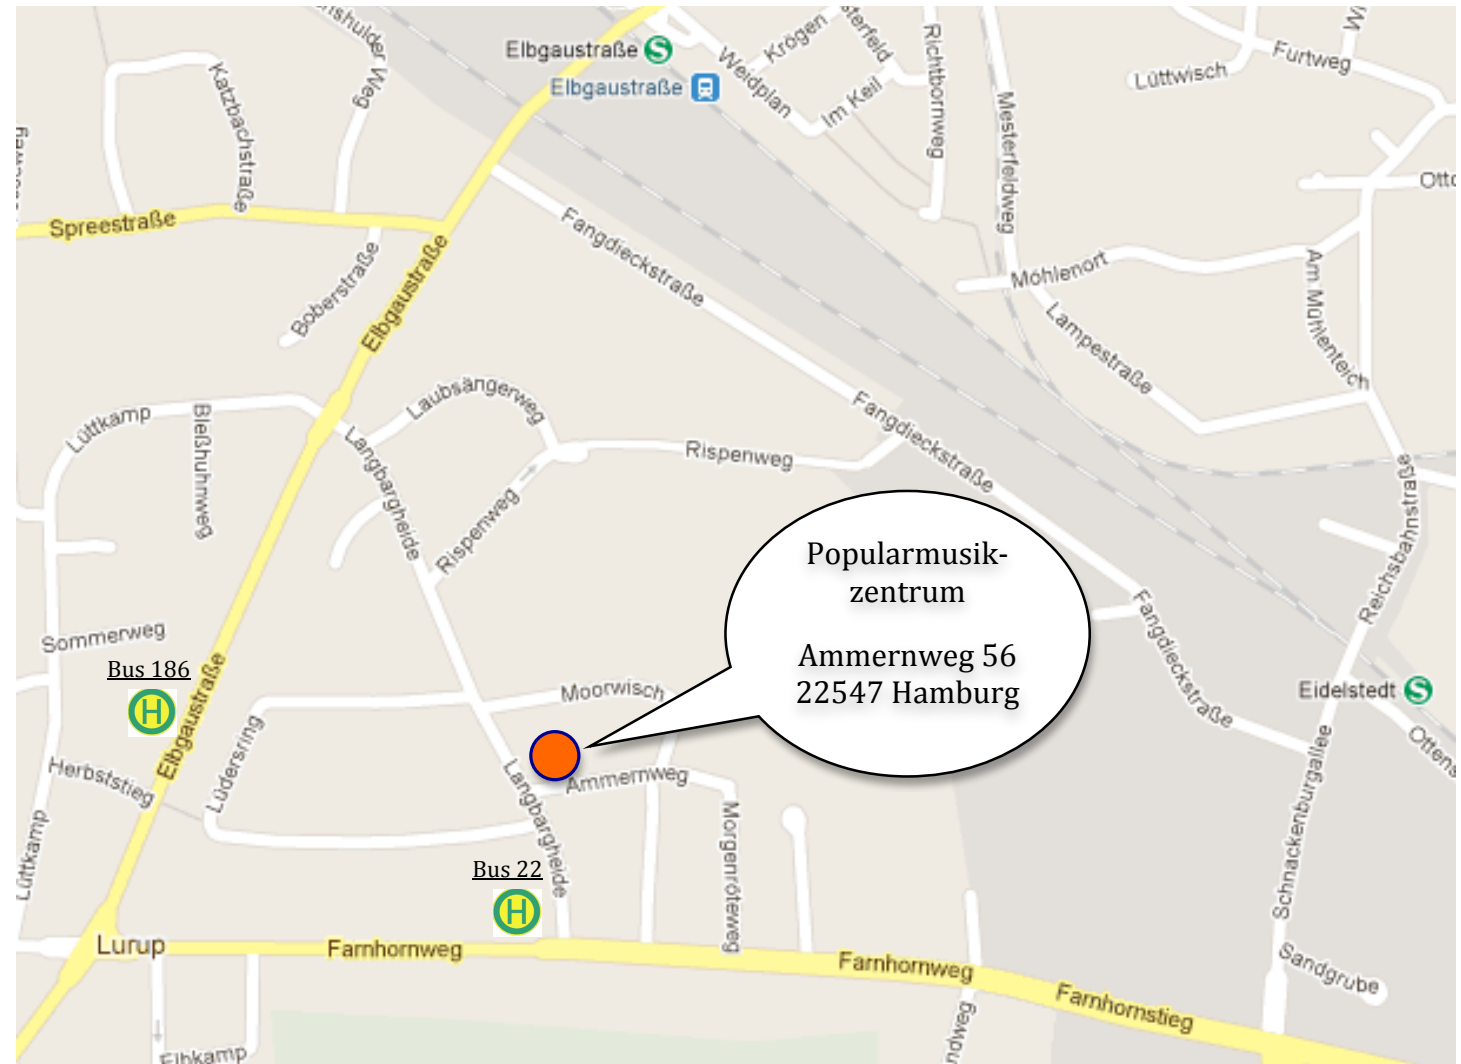 Elbgaustraße S
Elbgaustraße
Weidplan
Krögen
Im Keil
Richtbornweg
Mesterfeldweg
Lüttwisch
Furtweg
Katzbachstraße
Spreestraße
Boberstraße
Elbgaustraße
Fangdieckstraße
Möhlenort
Am Mühlenteich
Lampestraße
Lüttkamp
Bleßhuhnweg
Langbargheide
Laubsängerweg
Rispenweg
Rispenweg
Fangdieckstraße
Reichsbahnstraße
Popularmusik-
zentrum
Ammernweg 56
22547 Hamburg
Sommerweg
Bus 186
H
Elbgaustraße
Moorwisch
Fangdieckstraße
Eidelstedt S
Herbststieg
Lüdersring
Langbargheide
Ammernweg
Morgenröteweg
Schnackenburgallee
Lüttkamp
Bus 22
H
Lurup
Farnhornweg
Farnhornweg
Farnhornstieg
Sandgrube
Elbkamp